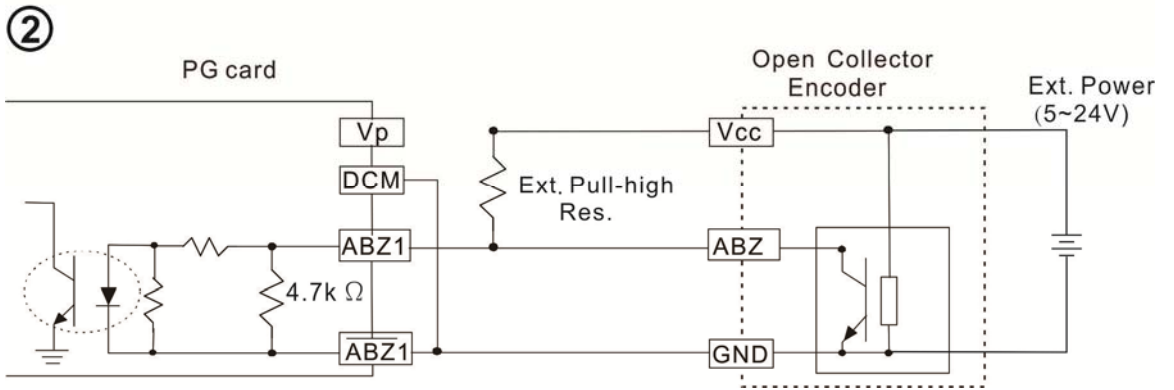 ②
PG card
Open Collector
Encoder
Ext. Power
(5~24V)
Vp
Vcc
DCM
Ext. Pull-high
Res.
ABZ1
ABZ
4.7k Ω
A̅B̅Z̅1̅
GND